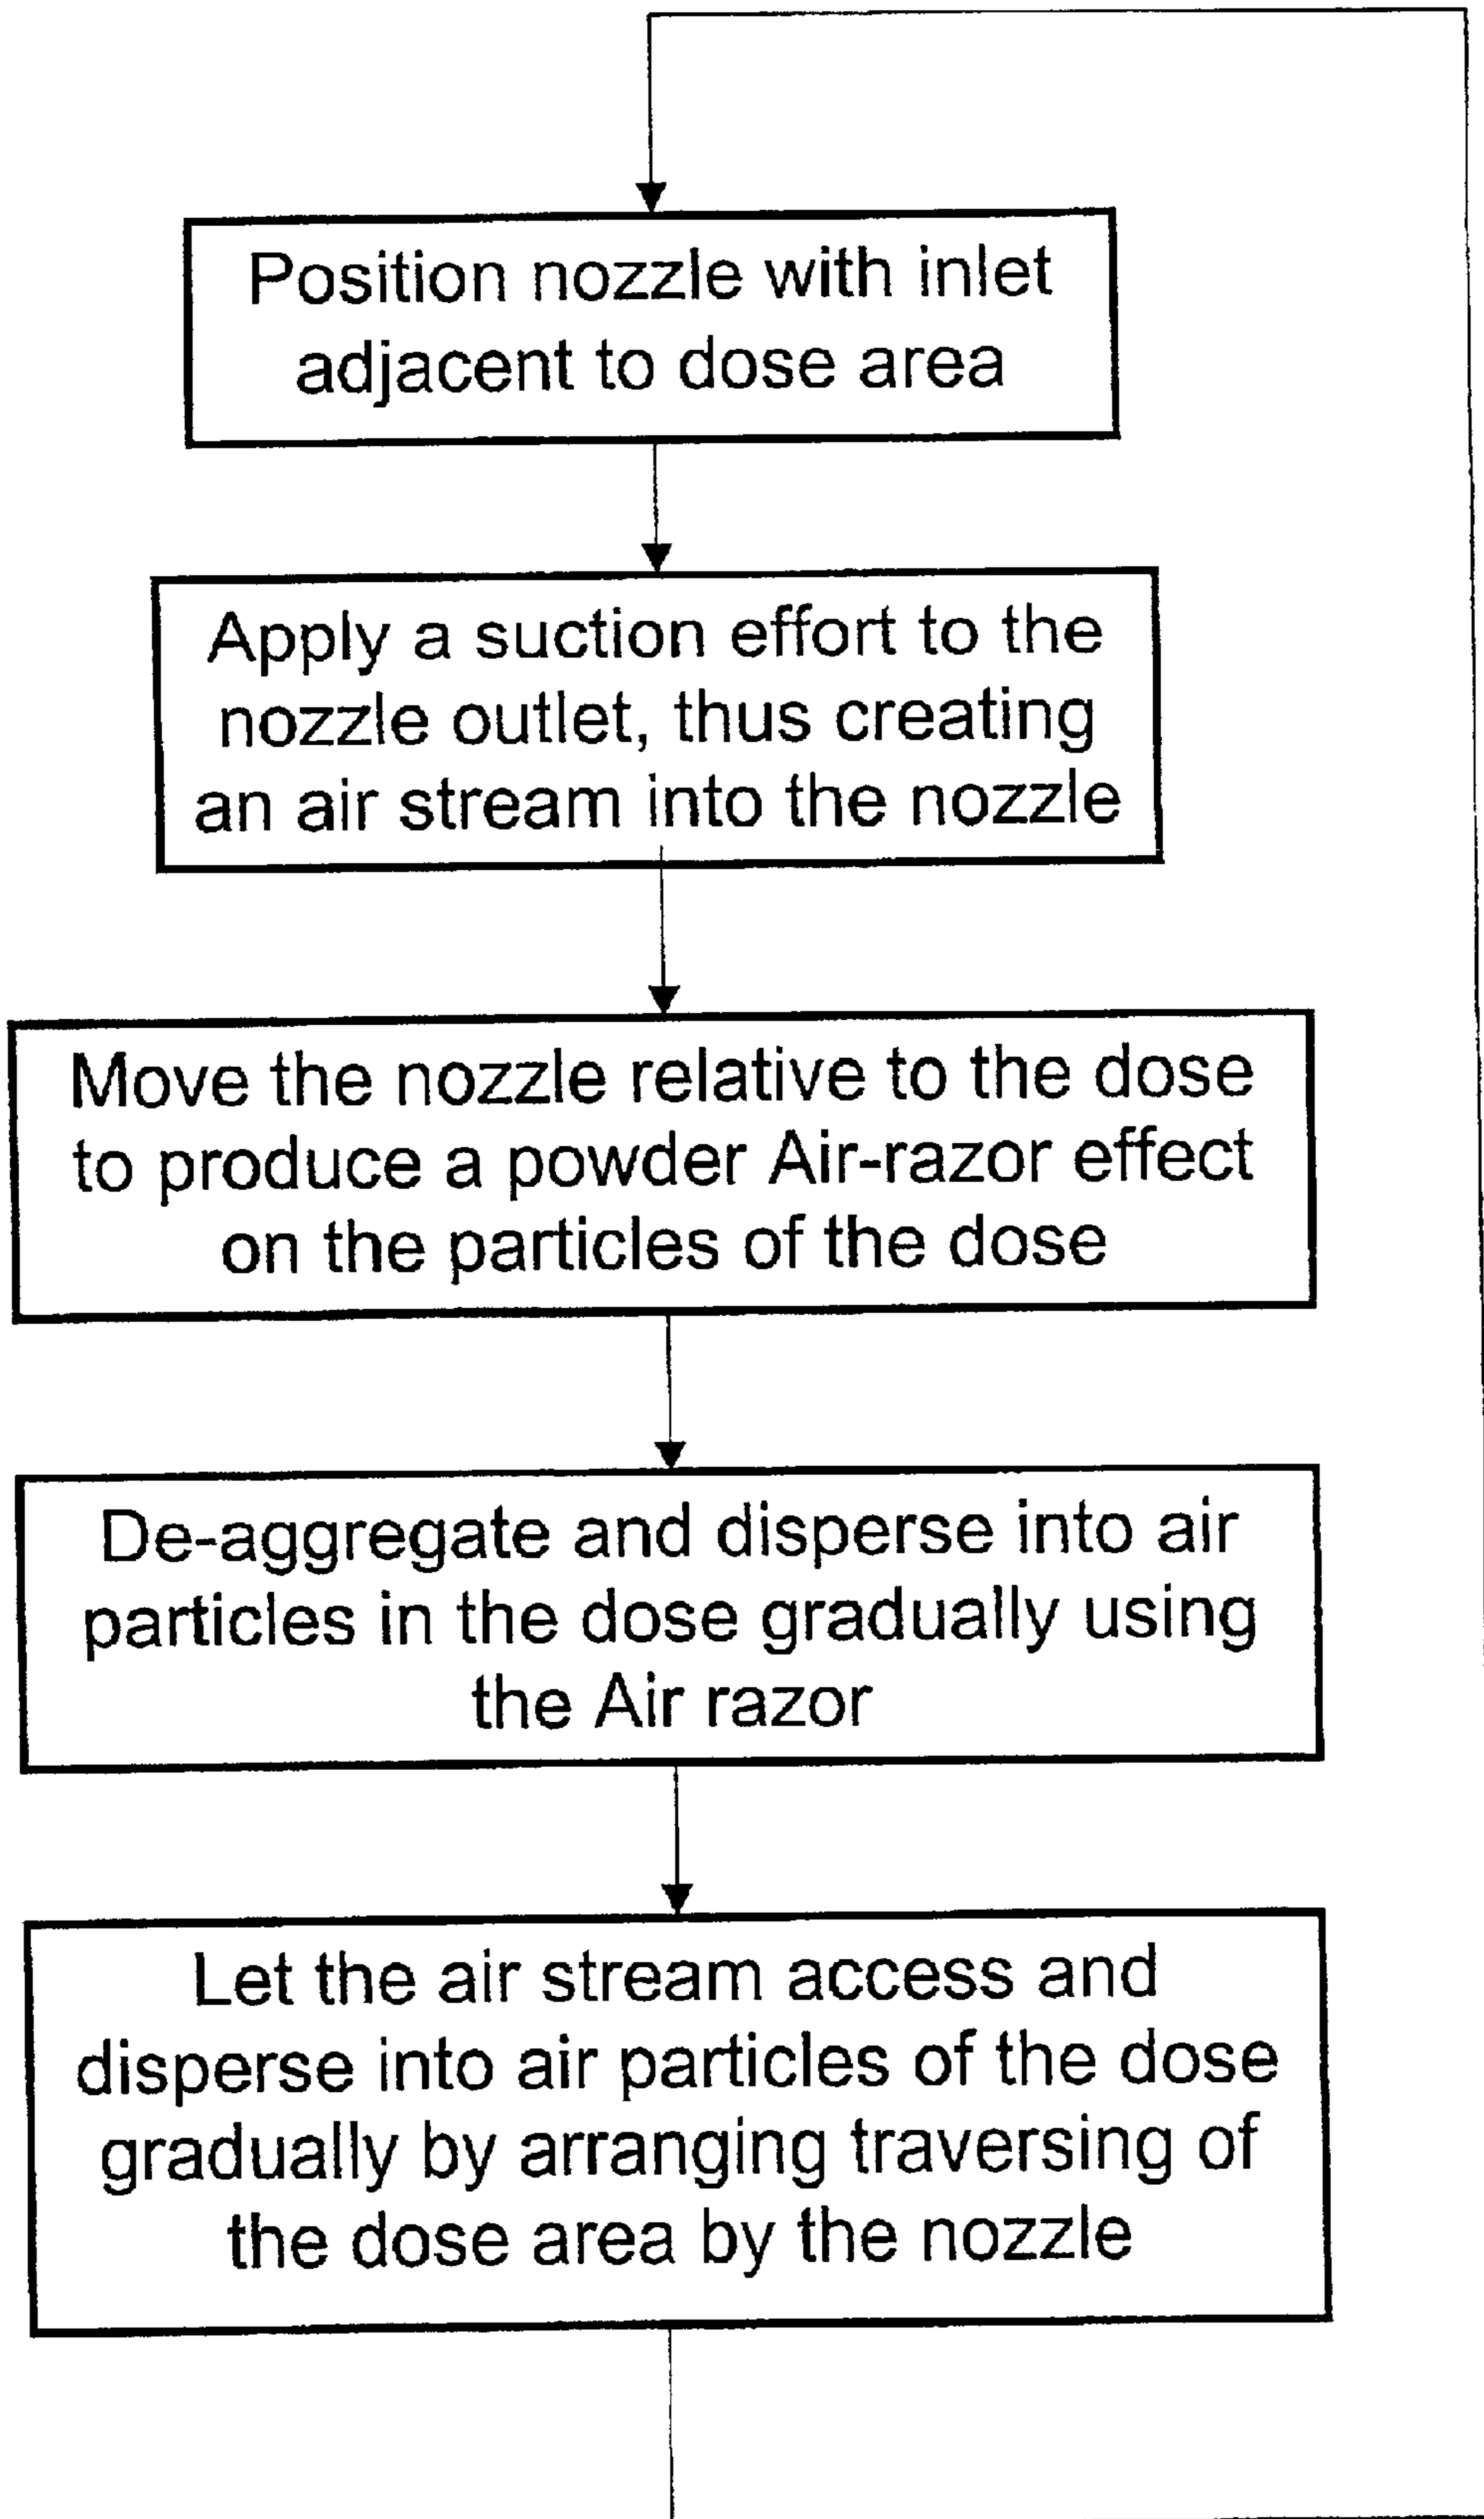 Position nozzle with inlet
adjacent to dose area
Apply a suction effort to the
nozzle outlet, thus creating
an air stream into the nozzle
Move the nozzle relative to the dose
to produce a powder Air-razor effect
on the particles of the dose
De-aggregate and disperse into air
particles in the dose gradually using
the Air razor
Let the air stream access and
disperse into air particles of the dose
gradually by arranging traversing of
the dose area by the nozzle